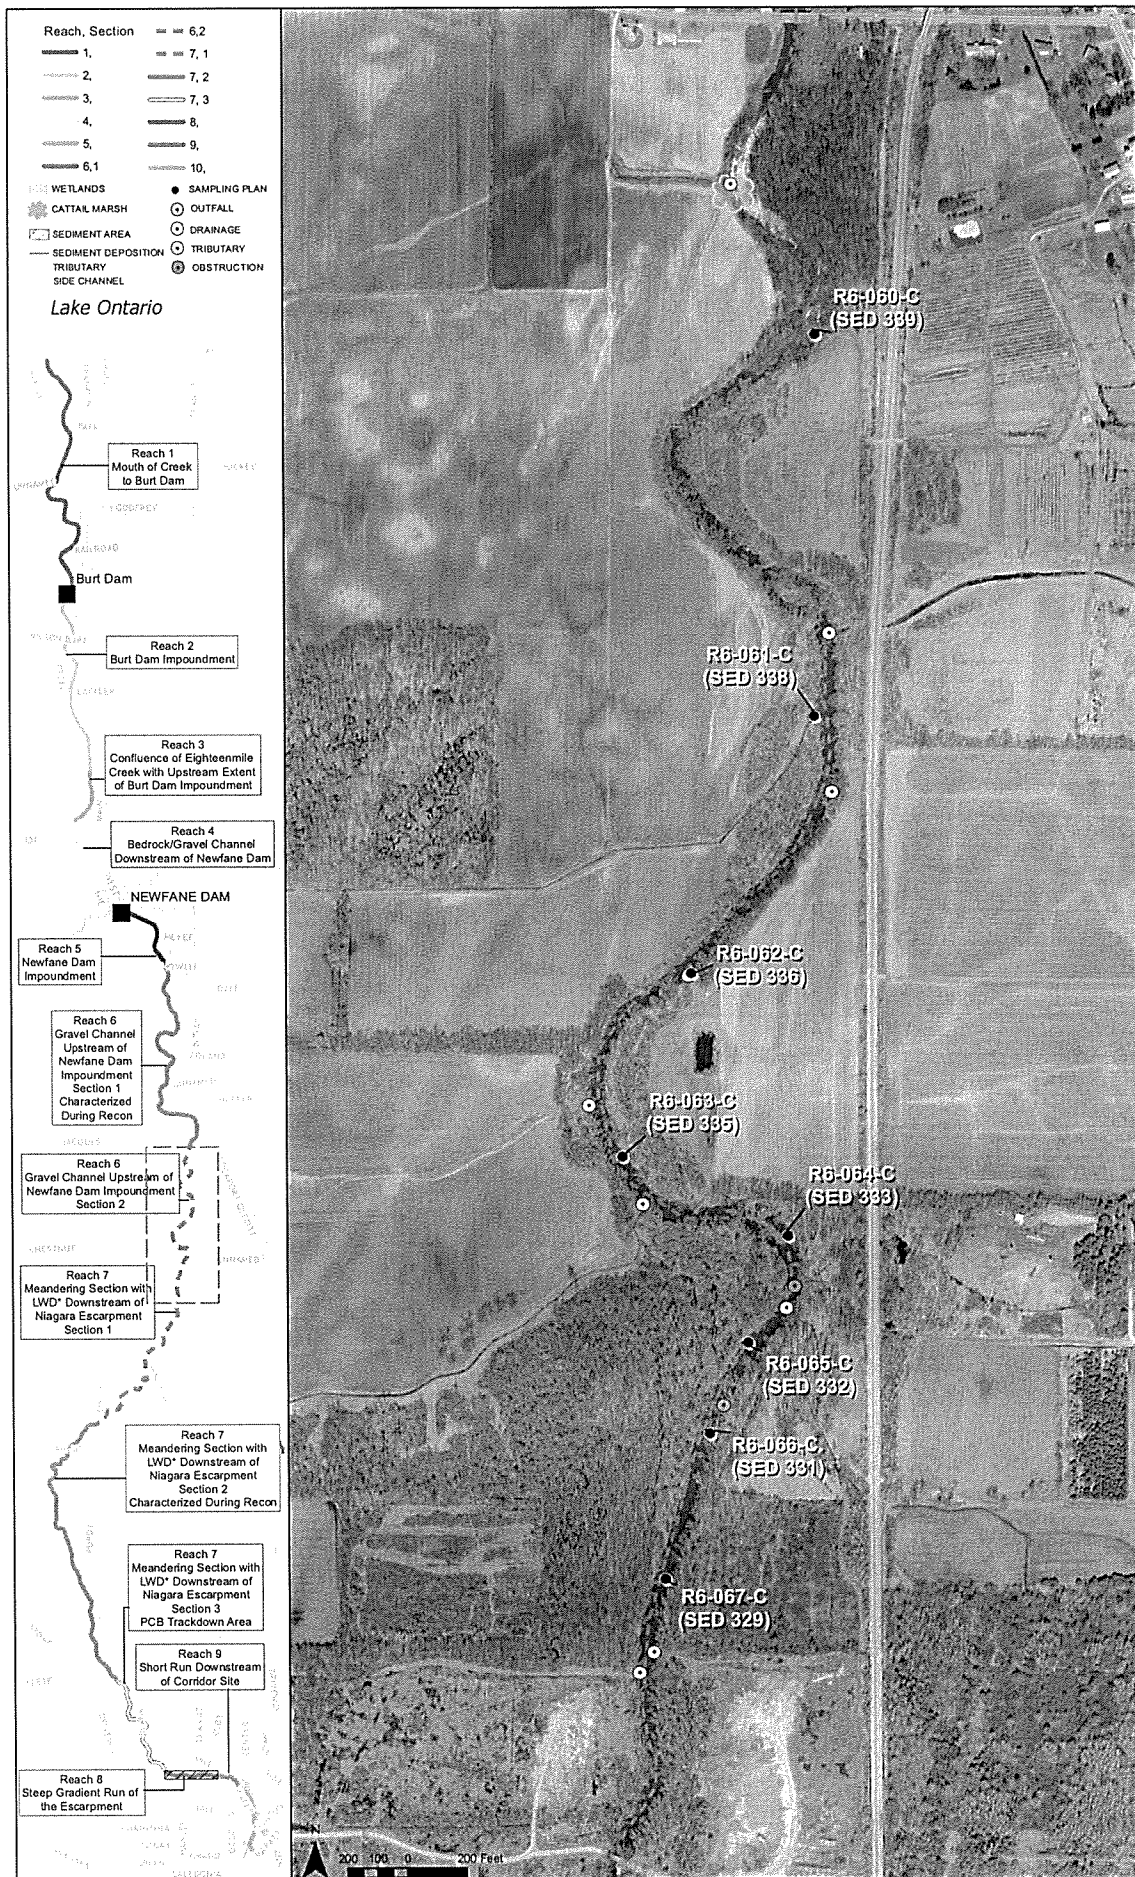 Reach, Section
1,
2,
3,
4,
5,
6,1
6,2
7, 1
7, 2
7, 3
8,
9,
10,
WETLANDS
CATTAIL MARSH
SEDIMENT AREA
SEDIMENT DEPOSITION
TRIBUTARY
SIDE CHANNEL
SAMPLING PLAN
OUTFALL
DRAINAGE
TRIBUTARY
OBSTRUCTION
Lake Ontario
Reach 1
Mouth of Creek
to Burt Dam
GODFREY
RAILROAD
Burt Dam
Reach 2
Burt Dam Impoundment
Reach 3
Confluence of Eighteenmile
Creek with Upstream Extent
of Burt Dam Impoundment
Reach 4
Bedrock/Gravel Channel
Downstream of Newfane Dam
NEWFANE DAM
Reach 5
Newfane Dam
Impoundment
Reach 6
Gravel Channel
Upstream of
Newfane Dam
Impoundment
Section 1
Characterized
During Recon
JACQUES
Reach 6
Gravel Channel Upstream of
Newfane Dam Impoundment
Section 2
CHESTNUT
Reach 7
Meandering Section with
LWD* Downstream of
Niagara Escarpment
Section 1
Reach 7
Meandering Section with
LWD* Downstream of
Niagara Escarpment
Section 2
Characterized During Recon
PURDY
Reach 7
Meandering Section with
LWD* Downstream of
Niagara Escarpment
Section 3
PCB Trackdown Area
Reach 9
Short Run Downstream
of Corridor Site
Reach 8
Steep Gradient Run of
the Escarpment
CALEDONIA
R6-060-C
(SED 339)
R6-061-C
(SED 338)
R6-062-C
(SED 336)
R6-063-C
(SED 335)
R6-064-C
(SED 333)
R6-065-C
(SED 332)
R6-066-C
(SED 331)
R6-067-C
(SED 329)
N
200 100 0 200 Feet